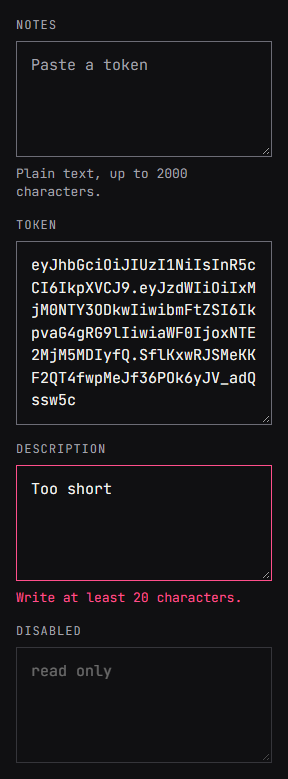 NOTES
Paste a token
Plain text, up to 2000
characters.
TOKEN
eyJhbGciOiJIUzI1NiIsInR5c
CI6IkpXVCJ9.eyJzdWIiOiIxM
jM0NTY3ODkwIiwibmFtZSI6Ik
pvaG4gRG9lIiwiaWF0IjoxNTE
2MjM5MDIyfQ.SflKxwRJSMeKK
F2QT4fwpMeJf36POk6yJV_adQ
ssw5c
DESCRIPTION
Too short
Write at least 20 characters.
DISABLED
read only